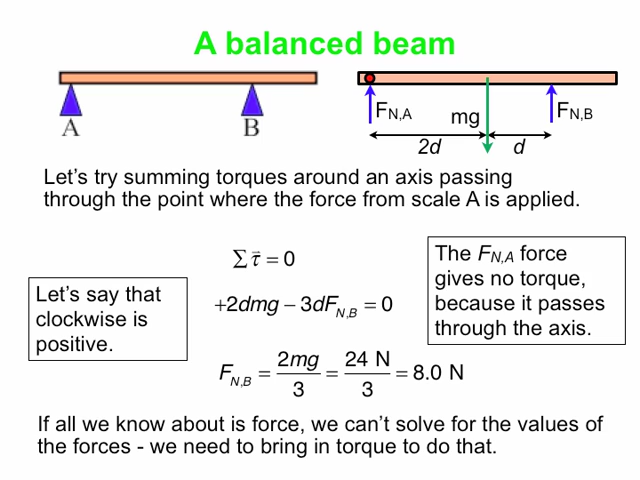 A balanced beam
A
B
F_N,A
mg
F_N,B
2d
d
Let's try summing torques around an axis passing
through the point where the force from scale A is applied.
∑ τ⃗ = 0
The F_N,A force
gives no torque,
because it passes
through the axis.
Let's say that
clockwise is
positive.
+2dmg − 3dF_N,B = 0
F_N,B = 2mg/3 = 24 N/3 = 8.0 N
If all we know about is force, we can't solve for the values of
the forces - we need to bring in torque to do that.